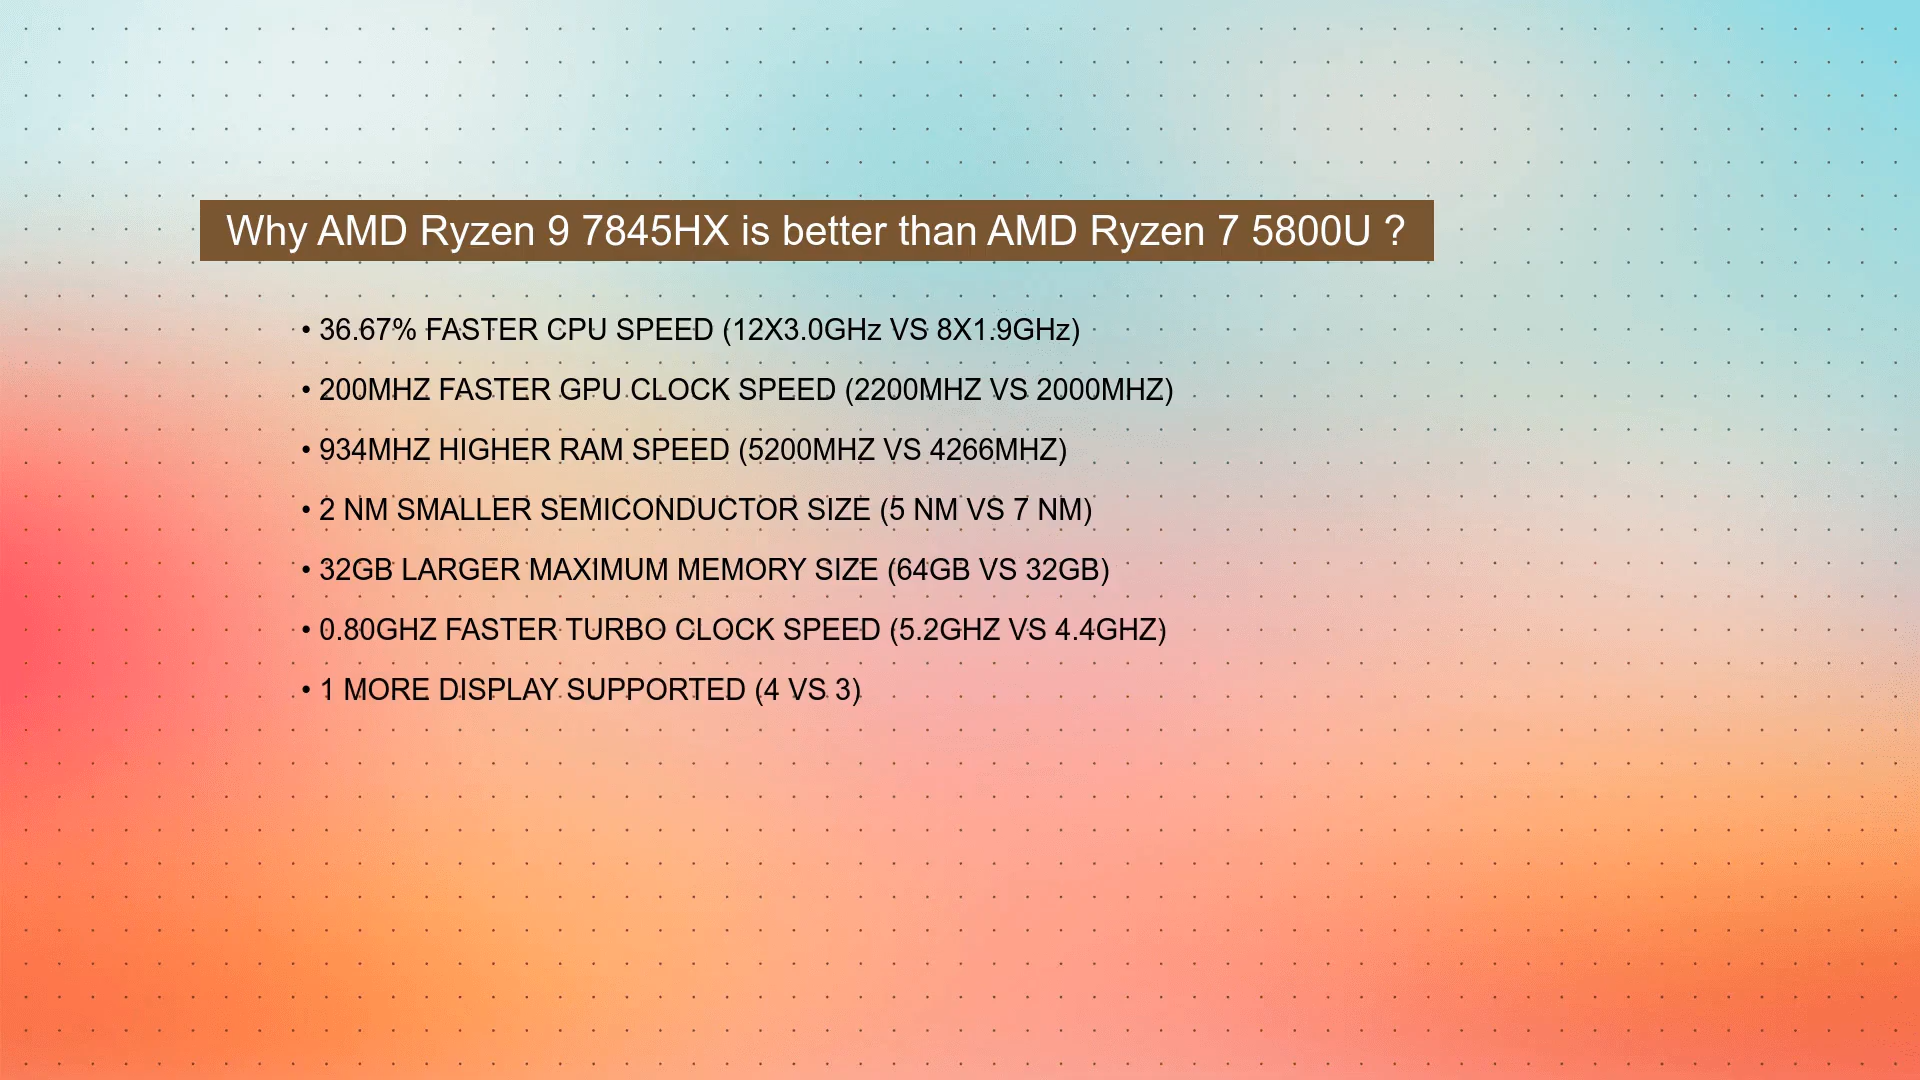 Why AMD Ryzen 9 7845HX is better than AMD Ryzen 7 5800U ?
• 36.67% FASTER CPU SPEED (12X3.0GHz VS 8X1.9GHz)
• 200MHZ FASTER GPU CLOCK SPEED (2200MHZ VS 2000MHZ)
• 934MHZ HIGHER RAM SPEED (5200MHZ VS 4266MHZ)
• 2 NM SMALLER SEMICONDUCTOR SIZE (5 NM VS 7 NM)
• 32GB LARGER MAXIMUM MEMORY SIZE (64GB VS 32GB)
• 0.80GHZ FASTER TURBO CLOCK SPEED (5.2GHZ VS 4.4GHZ)
• 1 MORE DISPLAY SUPPORTED (4 VS 3)